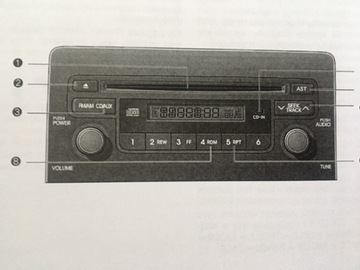 1
2
AST
FM/AM CD/AUX
SEEK
TRACK
3
CD-IN
PUSH
POWER
PUSH
AUDIO
1 2 REW 3 FF 4 RDM 5 RPT 6
8
VOLUME
TUNE